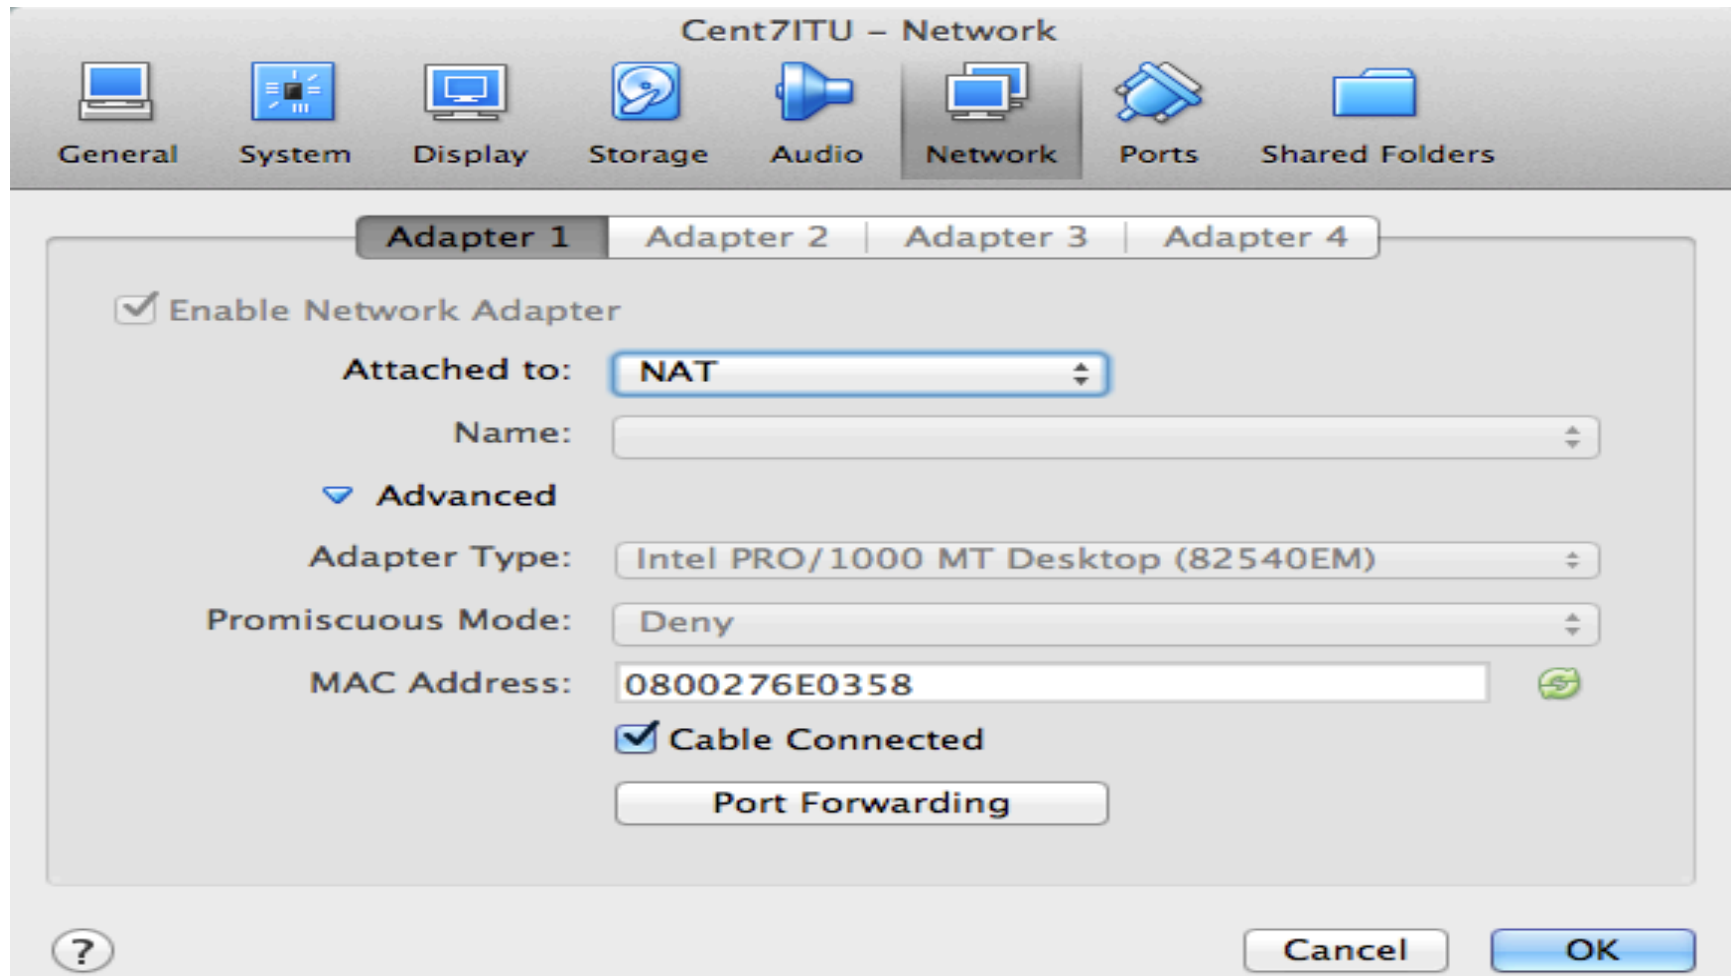 Cent7ITU – Network
General System Display Storage Audio Network Ports Shared Folders
Adapter 1 Adapter 2 Adapter 3 Adapter 4
Enable Network Adapter
Attached to: NAT
Name:
Advanced
Adapter Type: Intel PRO/1000 MT Desktop (82540EM)
Promiscuous Mode: Deny
MAC Address: 0800276E0358
Cable Connected
Port Forwarding
? Cancel OK